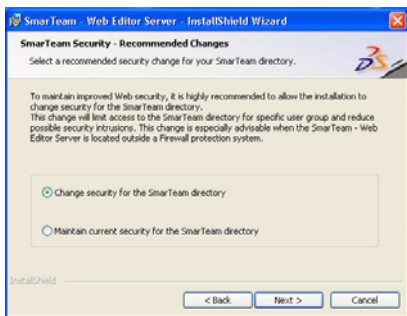 SmarTeam - Web Editor Server - InstallShield Wizard
SmarTeam Security - Recommended Changes
Select a recommended security change for your SmarTeam directory.
To maintain improved Web security, it is highly recommended to allow the installation to
change security for the SmarTeam directory.
This change will limit access to the SmarTeam directory for specific user group and reduce
possible security intrusions. This change is especially advisable when the SmarTeam - Web
Editor Server is located outside a Firewall protection system.
Change security for the SmarTeam directory
Maintain current security for the SmarTeam directory
InstallShield
< Back
Next >
Cancel